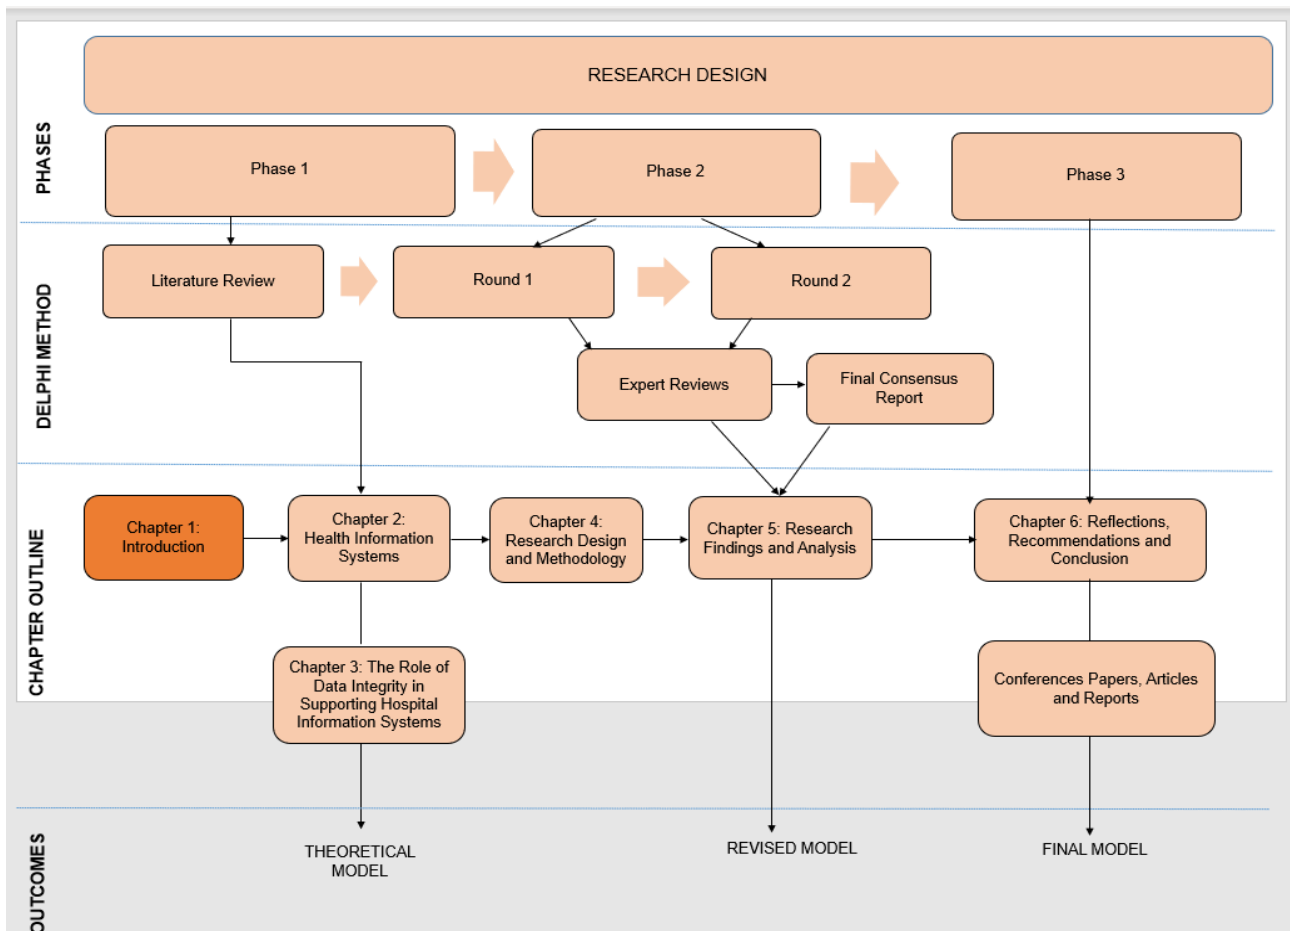 RESEARCH DESIGN
PHASES
Phase 1
Phase 2
Phase 3
DELPHI METHOD
Literature Review
Round 1
Round 2
Expert Reviews
Final Consensus
Report
CHAPTER OUTLINE
Chapter 1:
Introduction
Chapter 2:
Health Information
Systems
Chapter 4:
Research Design
and Methodology
Chapter 5: Research
Findings and Analysis
Chapter 6: Reflections,
Recommendations and
Conclusion
Chapter 3: The Role of
Data Integrity in
Supporting Hospital
Information Systems
Conferences Papers, Articles
and Reports
OUTCOMES
THEORETICAL
MODEL
REVISED MODEL
FINAL MODEL